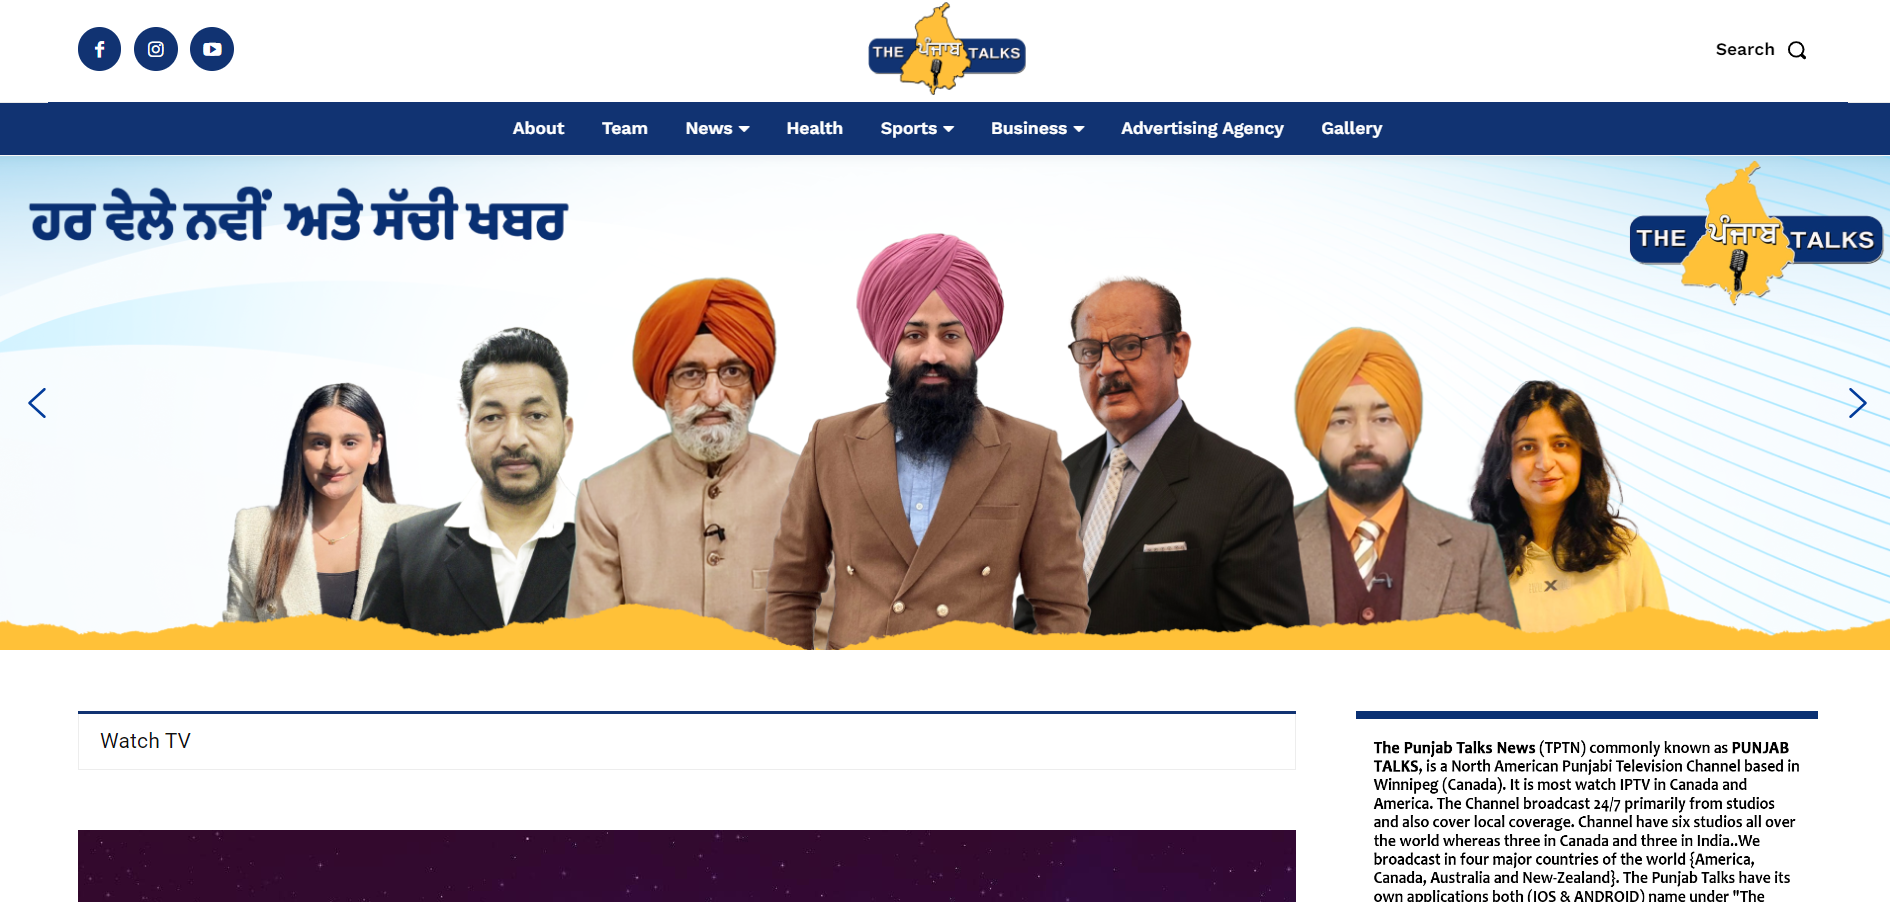 THE ਪੰਜਾਬ TALKS
Search
About Team News Health Sports Business Advertising Agency Gallery
ਹਰ ਵੇਲੇ ਨਵੀਂ ਅਤੇ ਸੱਚੀ ਖਬਰ
THE ਪੰਜਾਬ TALKS
Watch TV
The Punjab Talks News (TPTN) commonly known as PUNJAB
TALKS, is a North American Punjabi Television Channel based in
Winnipeg (Canada). It is most watch IPTV in Canada and
America. The Channel broadcast 24/7 primarily from studios
and also cover local coverage. Channel have six studios all over
the world whereas three in Canada and three in India..We
broadcast in four major countries of the world {America,
Canada, Australia and New-Zealand}. The Punjab Talks have its
own applications both (IOS & ANDROID) name under "The